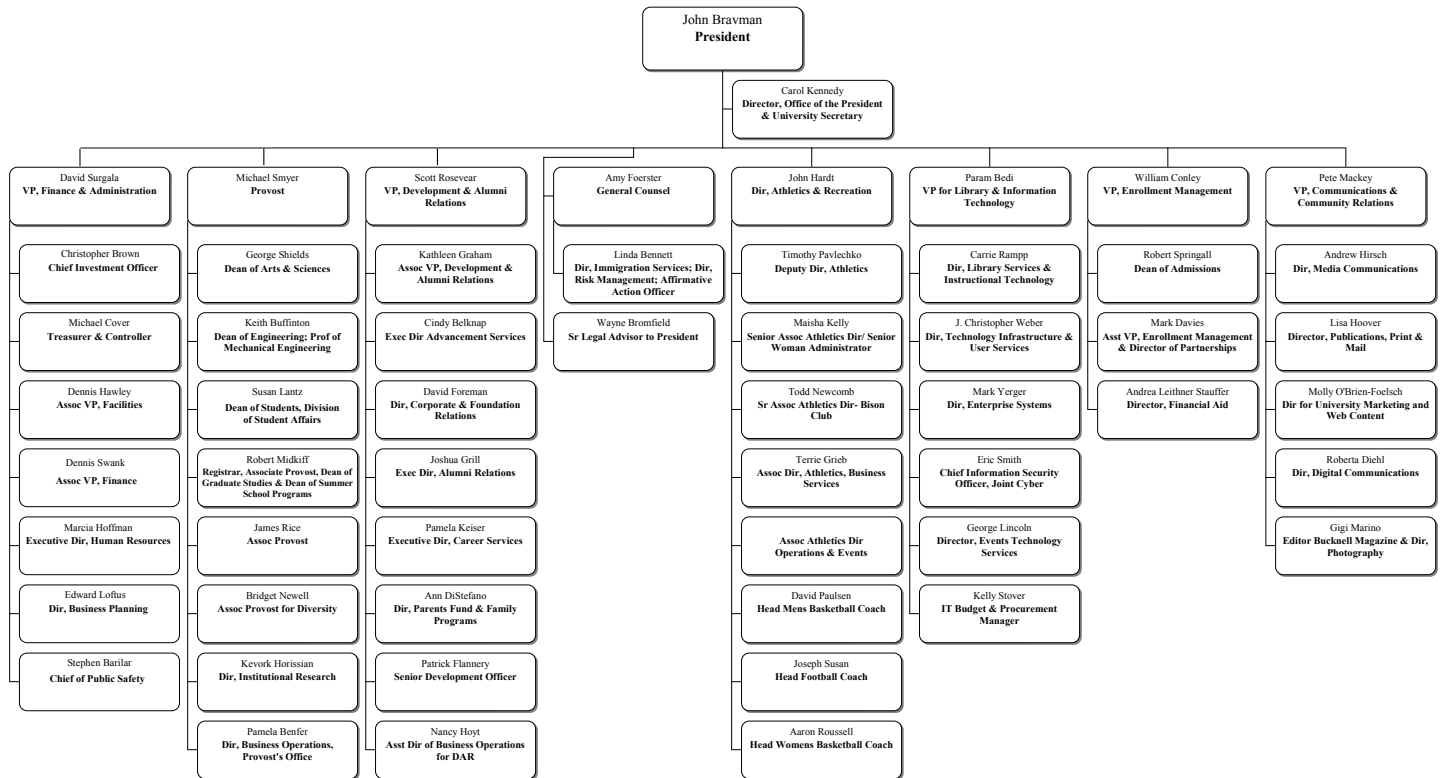 John Bravman
President
Carol Kennedy
Director, Office of the President
& University Secretary
David Surgala
VP, Finance & Administration
Christopher Brown
Chief Investment Officer
Michael Cover
Treasurer & Controller
Dennis Hawley
Assoc VP, Facilities
Dennis Swank
Assoc VP, Finance
Marcia Hoffman
Executive Dir, Human Resources
Edward Loftus
Dir, Business Planning
Stephen Barilar
Chief of Public Safety
Michael Smyer
Provost
George Shields
Dean of Arts & Sciences
Keith Buffinton
Dean of Engineering; Prof of
Mechanical Engineering
Susan Lantz
Dean of Students, Division
of Student Affairs
Robert Midkiff
Registrar, Associate Provost, Dean of
Graduate Studies & Dean of Summer
School Programs
James Rice
Assoc Provost
Bridget Newell
Assoc Provost for Diversity
Kevork Horissian
Dir, Institutional Research
Pamela Benfer
Dir, Business Operations,
Provost's Office
Scott Rosevear
VP, Development & Alumni
Relations
Kathleen Graham
Assoc VP, Development &
Alumni Relations
Cindy Belknap
Exec Dir Advancement Services
David Foreman
Dir, Corporate & Foundation
Relations
Joshua Grill
Exec Dir, Alumni Relations
Pamela Keiser
Executive Dir, Career Services
Ann DiStefano
Dir, Parents Fund & Family
Programs
Patrick Flannery
Senior Development Officer
Nancy Hoyt
Asst Dir of Business Operations
for DAR
Amy Foerster
General Counsel
Linda Bennett
Dir, Immigration Services; Dir,
Risk Management; Affirmative
Action Officer
Wayne Bromfield
Sr Legal Advisor to President
John Hardt
Dir, Athletics & Recreation
Timothy Pavlechko
Deputy Dir, Athletics
Maisha Kelly
Senior Assoc Athletics Dir/ Senior
Woman Administrator
Todd Newcomb
Sr Assoc Athletics Dir- Bison
Club
Terrie Grieb
Assoc Dir, Athletics, Business
Services
Assoc Athletics Dir
Operations & Events
David Paulsen
Head Mens Basketball Coach
Joseph Susan
Head Football Coach
Aaron Roussell
Head Womens Basketball Coach
Param Bedi
VP for Library & Information
Technology
Carrie Rampp
Dir, Library Services &
Instructional Technology
J. Christopher Weber
Dir, Technology Infrastructure &
User Services
Mark Yerger
Dir, Enterprise Systems
Eric Smith
Chief Information Security
Officer, Joint Cyber
George Lincoln
Director, Events Technology
Services
Kelly Stover
IT Budget & Procurement
Manager
William Conley
VP, Enrollment Management
Robert Springall
Dean of Admissions
Mark Davies
Asst VP, Enrollment Management
& Director of Partnerships
Andrea Leithner Stauffer
Director, Financial Aid
Pete Mackey
VP, Communications &
Community Relations
Andrew Hirsch
Dir, Media Communications
Lisa Hoover
Director, Publications, Print &
Mail
Molly O'Brien-Foelsch
Dir for University Marketing and
Web Content
Roberta Diehl
Dir, Digital Communications
Gigi Marino
Editor Bucknell Magazine & Dir,
Photography